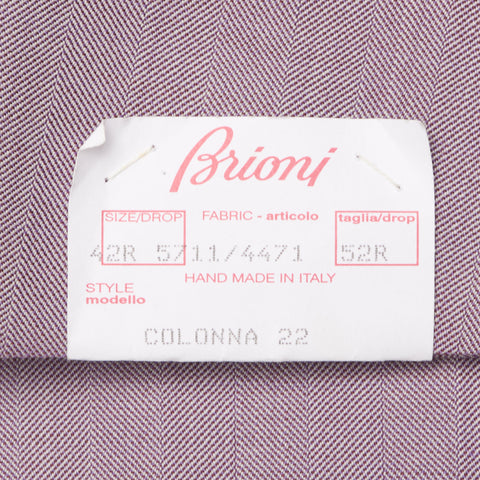 Brioni
SIZE/DROP FABRIC - articolo taglia/drop
42R 5711/4471 52R
HAND MADE IN ITALY
STYLE
modello
COLONNA 22